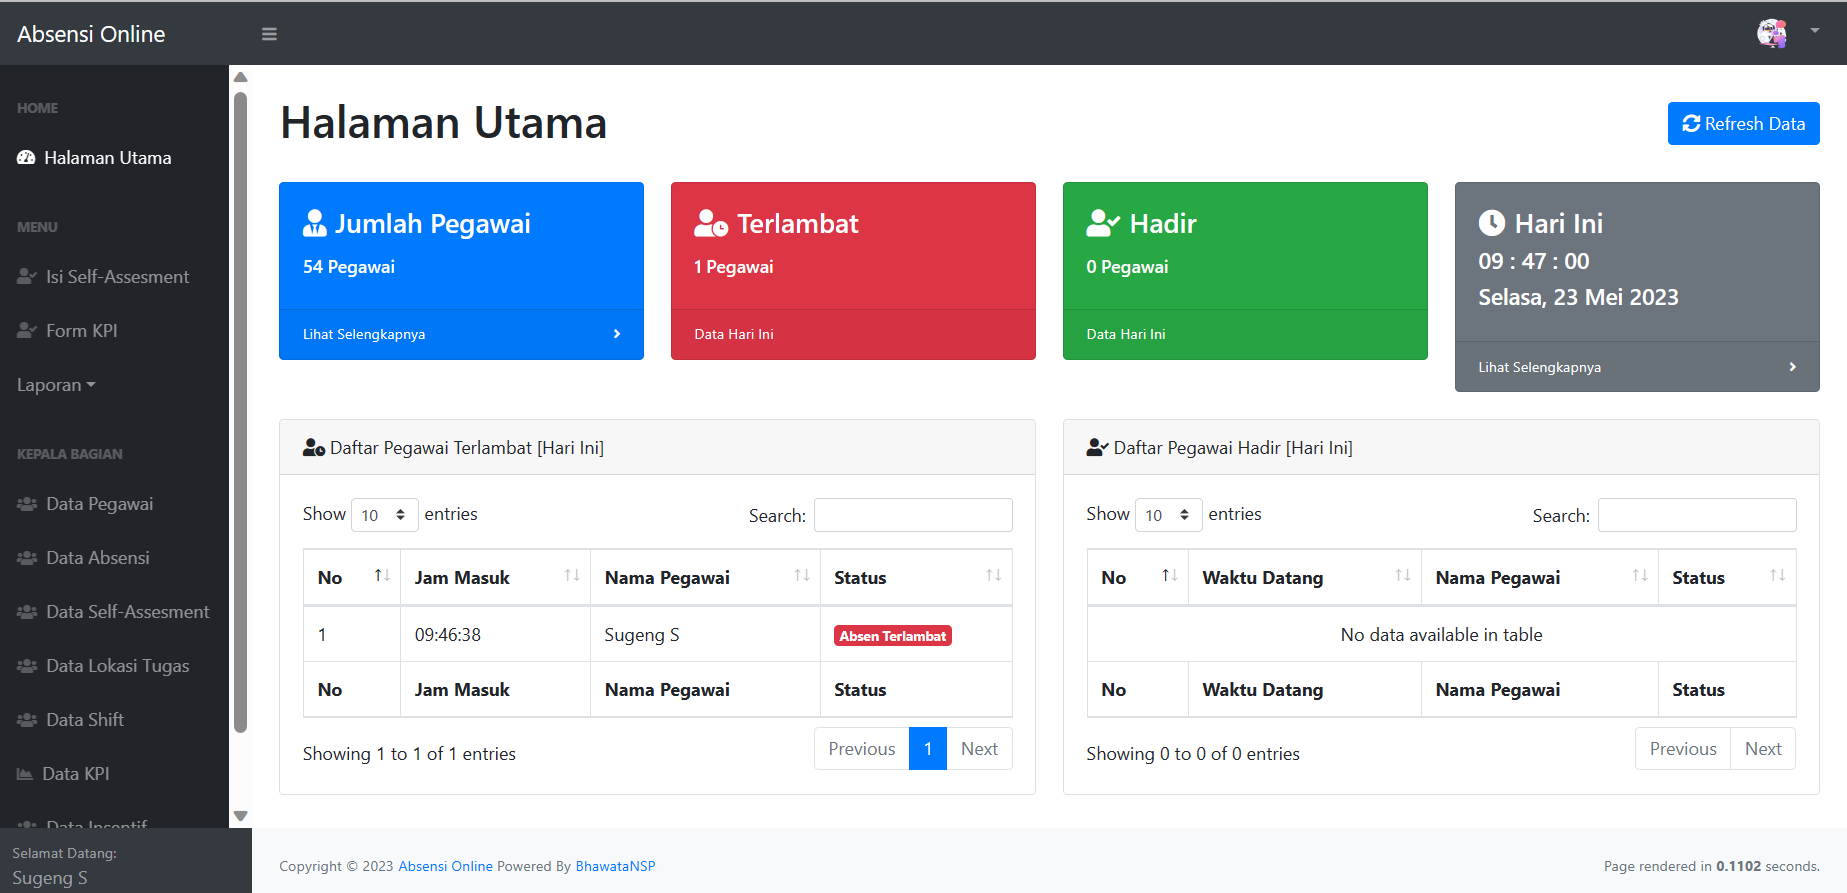 Absensi Online
HOME
Halaman Utama
MENU
Isi Self-Assesment
Form KPI
Laporan
KEPALA BAGIAN
Data Pegawai
Data Absensi
Data Self-Assesment
Data Lokasi Tugas
Data Shift
Data KPI
Data Insentif
Selamat Datang:
Sugeng S
Halaman Utama
Refresh Data
Jumlah Pegawai
54 Pegawai
Lihat Selengkapnya
Terlambat
1 Pegawai
Data Hari Ini
Hadir
0 Pegawai
Data Hari Ini
Hari Ini
09 : 47 : 00
Selasa, 23 Mei 2023
Lihat Selengkapnya
Daftar Pegawai Terlambat [Hari Ini]
Show 10 entries Search:
No Jam Masuk Nama Pegawai Status
1 09:46:38 Sugeng S Absen Terlambat
No Jam Masuk Nama Pegawai Status
Showing 1 to 1 of 1 entries Previous 1 Next
Daftar Pegawai Hadir [Hari Ini]
Show 10 entries Search:
No Waktu Datang Nama Pegawai Status
No data available in table
No Waktu Datang Nama Pegawai Status
Showing 0 to 0 of 0 entries Previous Next
Copyright © 2023 Absensi Online Powered By BhawataNSP
Page rendered in 0.1102 seconds.